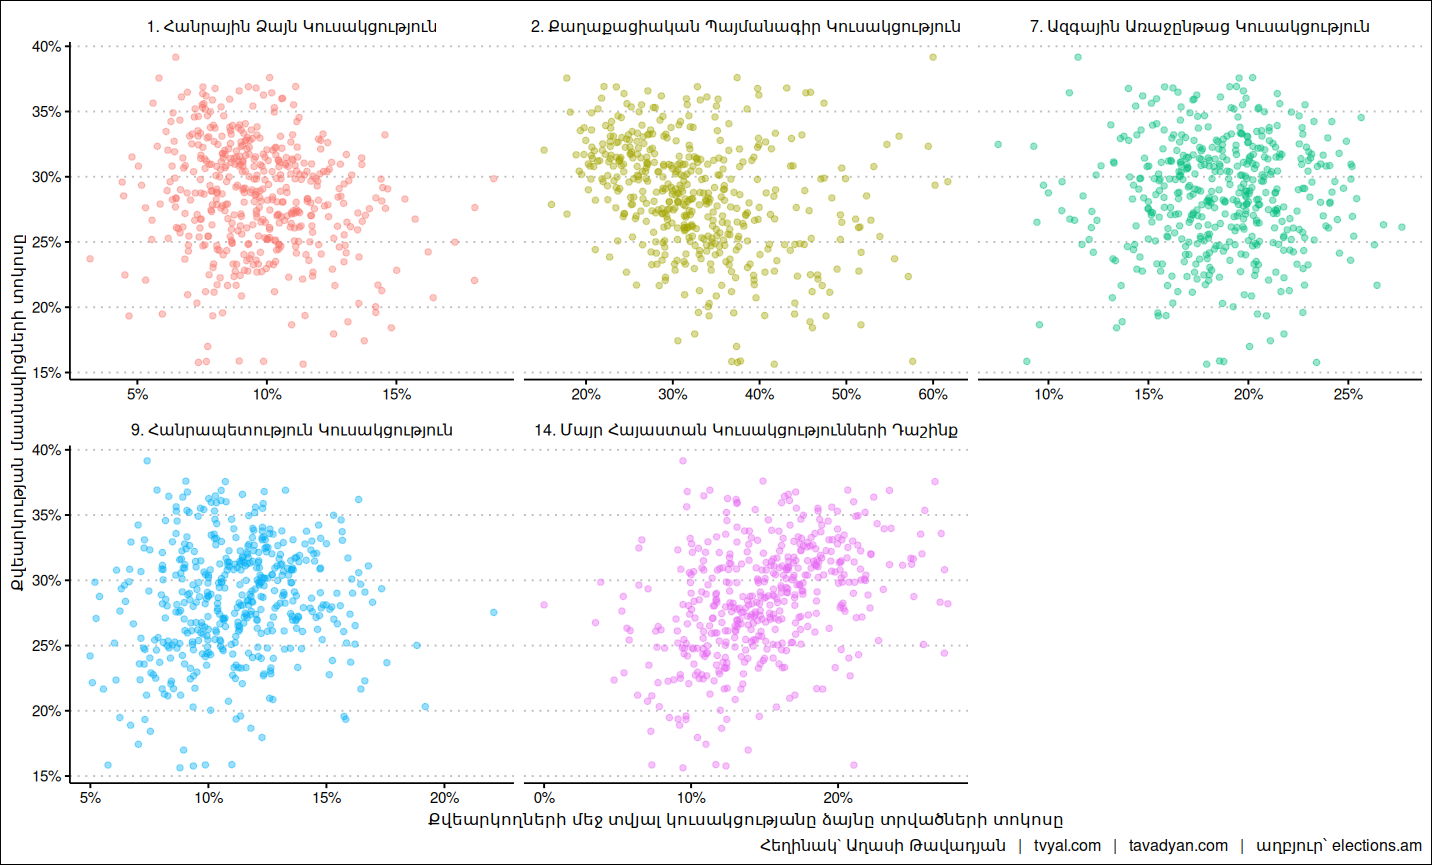 1. Հանրային Ձայն Կուսակցություն
2. Քաղաքացիական Պայմանագիր Կուսակցություն
7. Ազգային Առաջընթաց Կուսակցություն
40%
35%
30%
25%
20%
15%
5% 10% 15%
20% 30% 40% 50% 60%
10% 15% 20% 25%
Քվեարկության մասնակիցների տոկոսը
9. Հանրապետություն Կուսակցություն
14. Մայր Հայաստան Կուսակցությունների Դաշինք
40%
35%
30%
25%
20%
15%
5% 10% 15% 20%
0% 10% 20%
Քվեարկողների մեջ տվյալ կուսակցությանը ձայնը տրվածների տոկոսը
Հեղինակ՝ Աղասի Թավադյան | tvyal.com | tavadyan.com | աղբյուր՝ elections.am